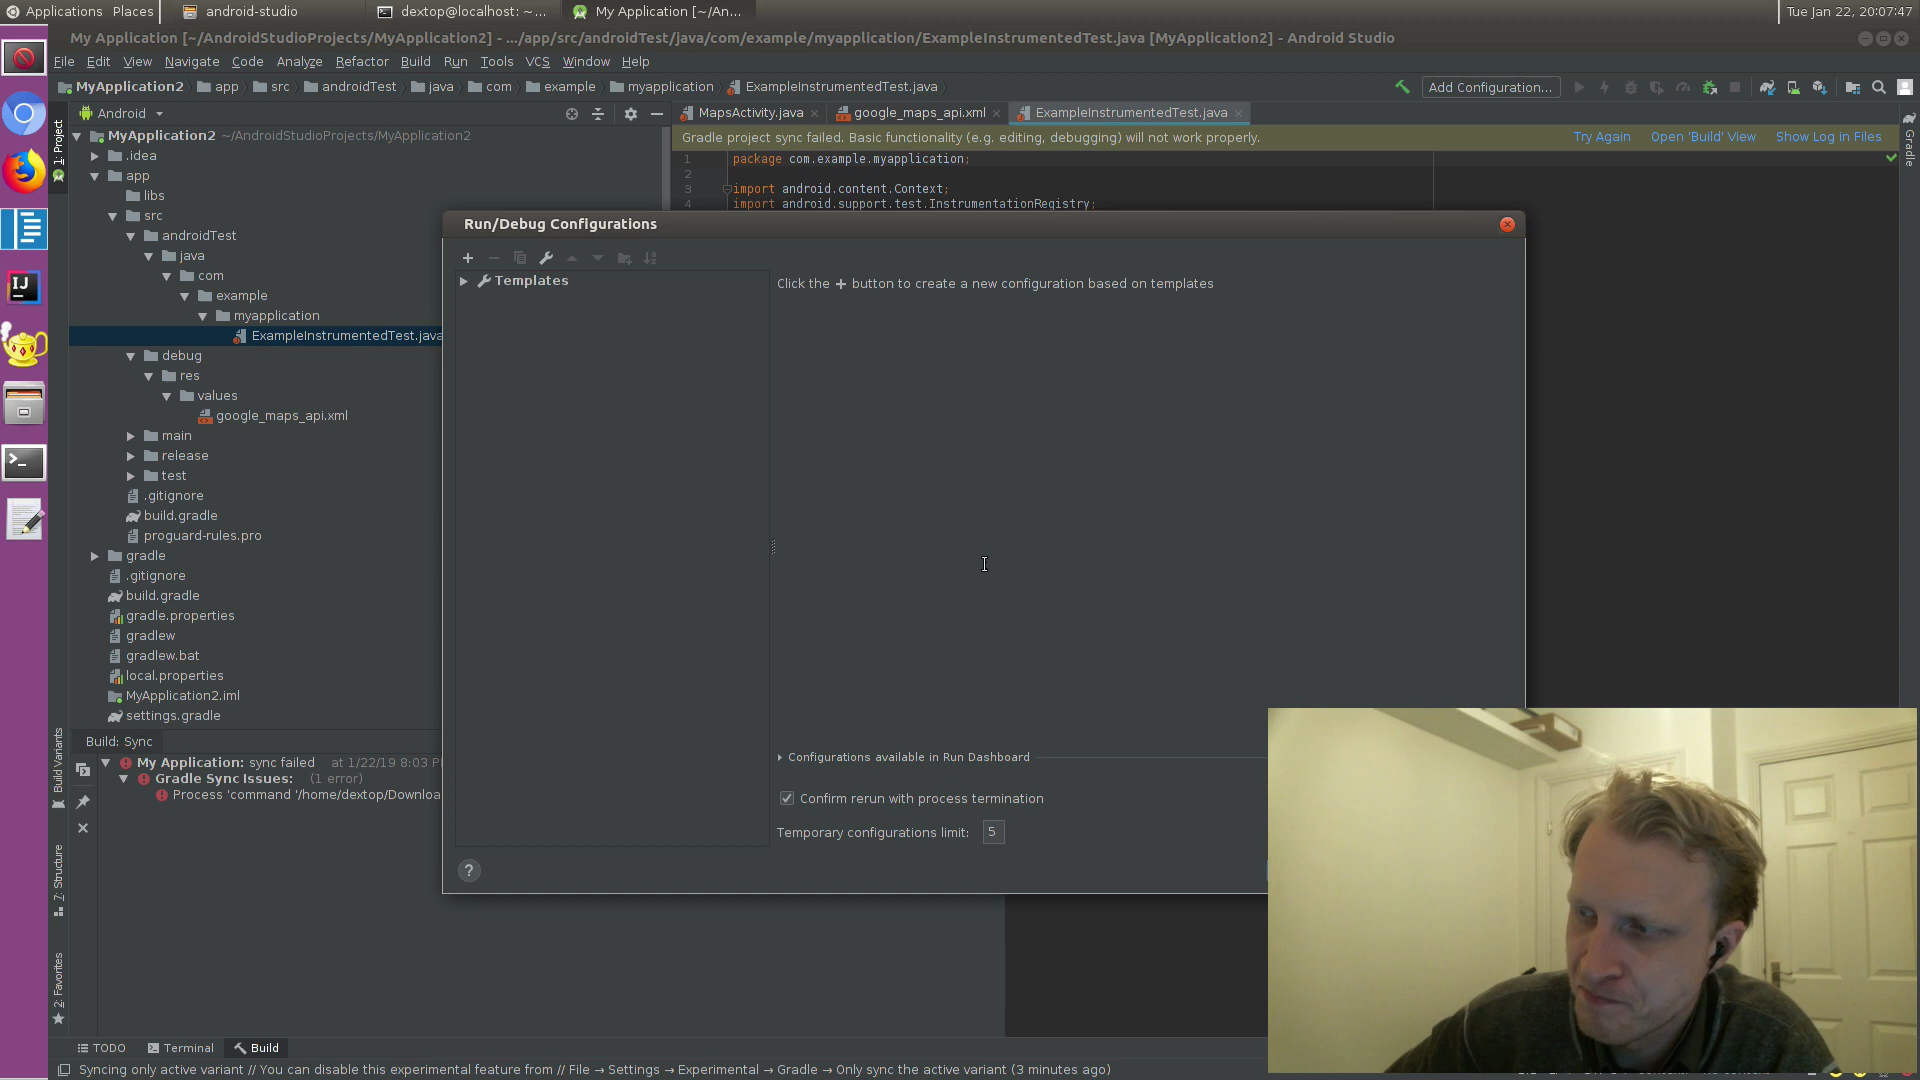 Applications Places android-studio dextop@localhost: ~... My Application [~/An... Tue Jan 22, 20:07:47
My Application [~/AndroidStudioProjects/MyApplication2] - .../app/src/androidTest/java/com/example/myapplication/ExampleInstrumentedTest.java [MyApplication2] - Android Studio
File Edit View Navigate Code Analyze Refactor Build Run Tools VCS Window Help
MyApplication2 app src androidTest java com example myapplication ExampleInstrumentedTest.java Add Configuration...
Android MapsActivity.java google_maps_api.xml ExampleInstrumentedTest.java
1: Project
Gradle
Gradle project sync failed. Basic functionality (e.g. editing, debugging) will not work properly. Try Again Open 'Build' View Show Log in Files
MyApplication2 ~/AndroidStudioProjects/MyApplication2
.idea
app
libs
src
androidTest
java
com
example
myapplication
ExampleInstrumentedTest.java
debug
res
values
google_maps_api.xml
main
release
test
.gitignore
build.gradle
proguard-rules.pro
gradle
.gitignore
build.gradle
gradle.properties
gradlew
gradlew.bat
local.properties
MyApplication2.iml
settings.gradle
1 package com.example.myapplication;
2
3 import android.content.Context;
4 import android.support.test.InstrumentationRegistry;
Run/Debug Configurations
Templates
Click the + button to create a new configuration based on templates
Configurations available in Run Dashboard
Confirm rerun with process termination
Temporary configurations limit: 5
?
Build Variants
7: Structure
2: Favorites
Build: Sync
My Application: sync failed at 1/22/19 8:03 P
Gradle Sync Issues: (1 error)
Process 'command '/home/dextop/Downloa
TODO Terminal Build
Syncing only active variant // You can disable this experimental feature from // File → Settings → Experimental → Gradle → Only sync the active variant (3 minutes ago)